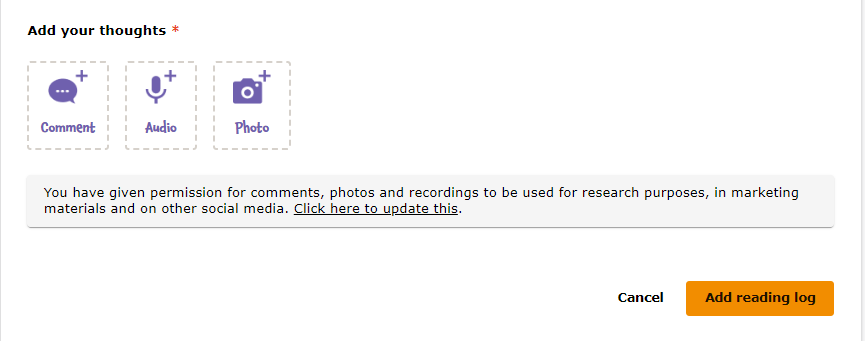 Add your thoughts *
Comment
Audio
Photo
You have given permission for comments, photos and recordings to be used for research purposes, in marketing
materials and on other social media. Click here to update this.
Cancel
Add reading log